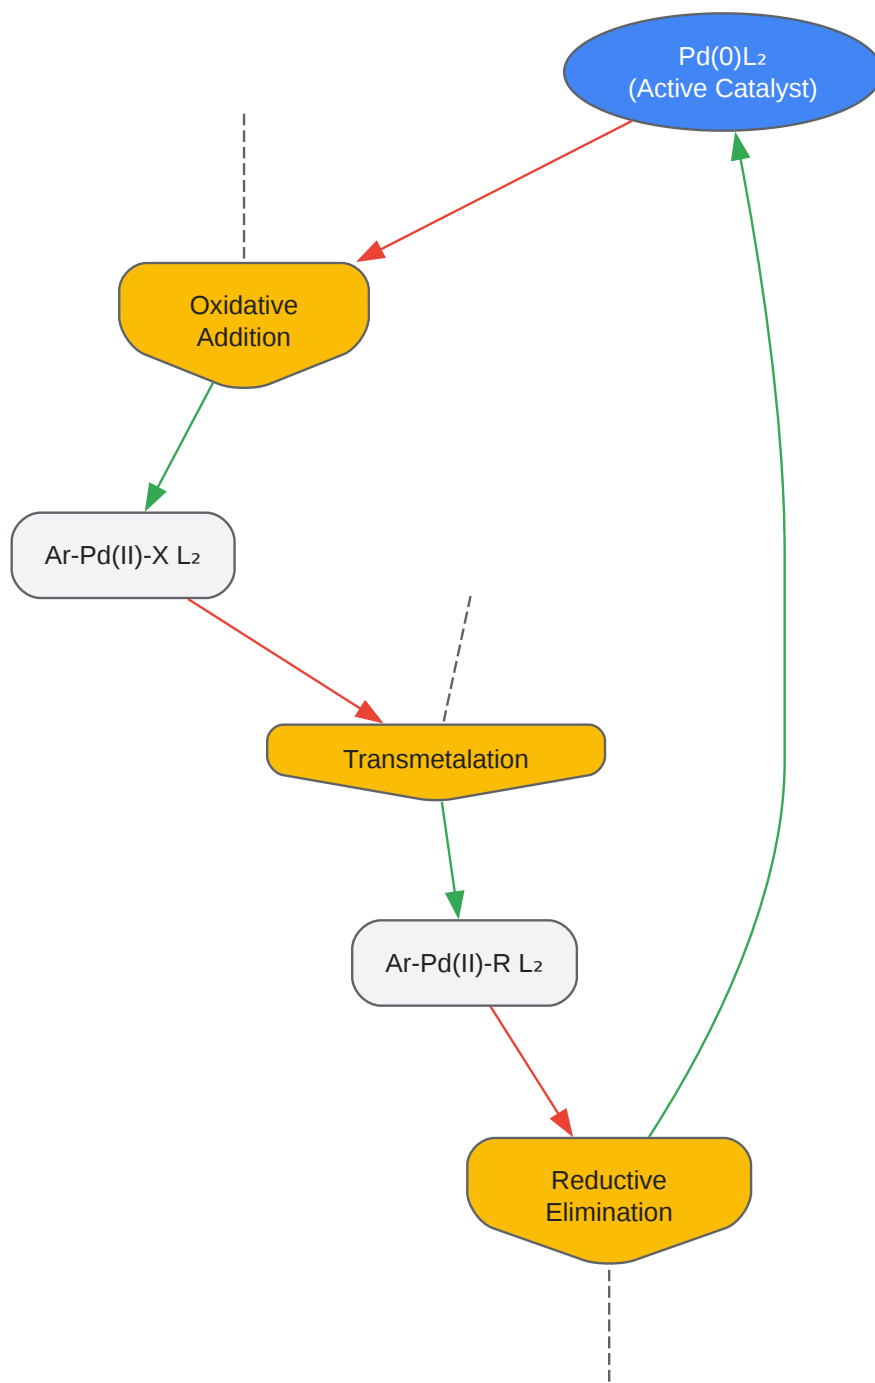 Pd(0)L₂
(Active Catalyst)
Oxidative
Addition
Ar-Pd(II)-X L₂
Transmetalation
Ar-Pd(II)-R L₂
Reductive
Elimination